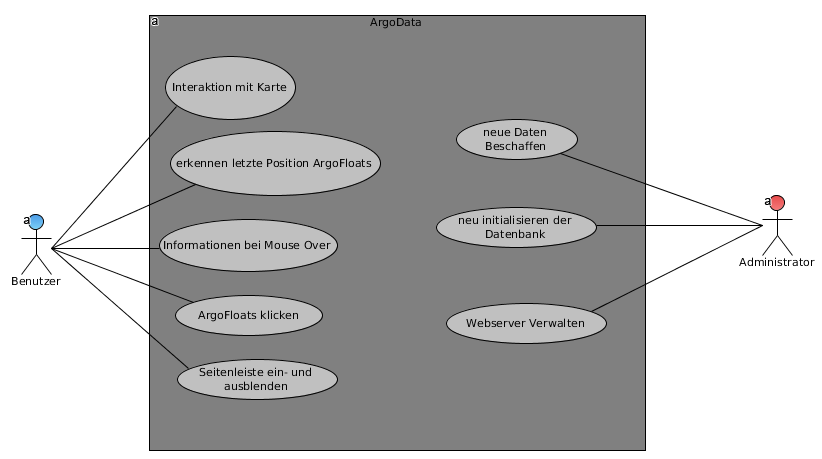 a
ArgoData
Interaktion mit Karte
erkennen letzte Position ArgoFloats
Informationen bei Mouse Over
ArgoFloats klicken
Seitenleiste ein- und
ausblenden
neue Daten
Beschaffen
neu initialisieren der
Datenbank
Webserver Verwalten
a
Benutzer
a
Administrator